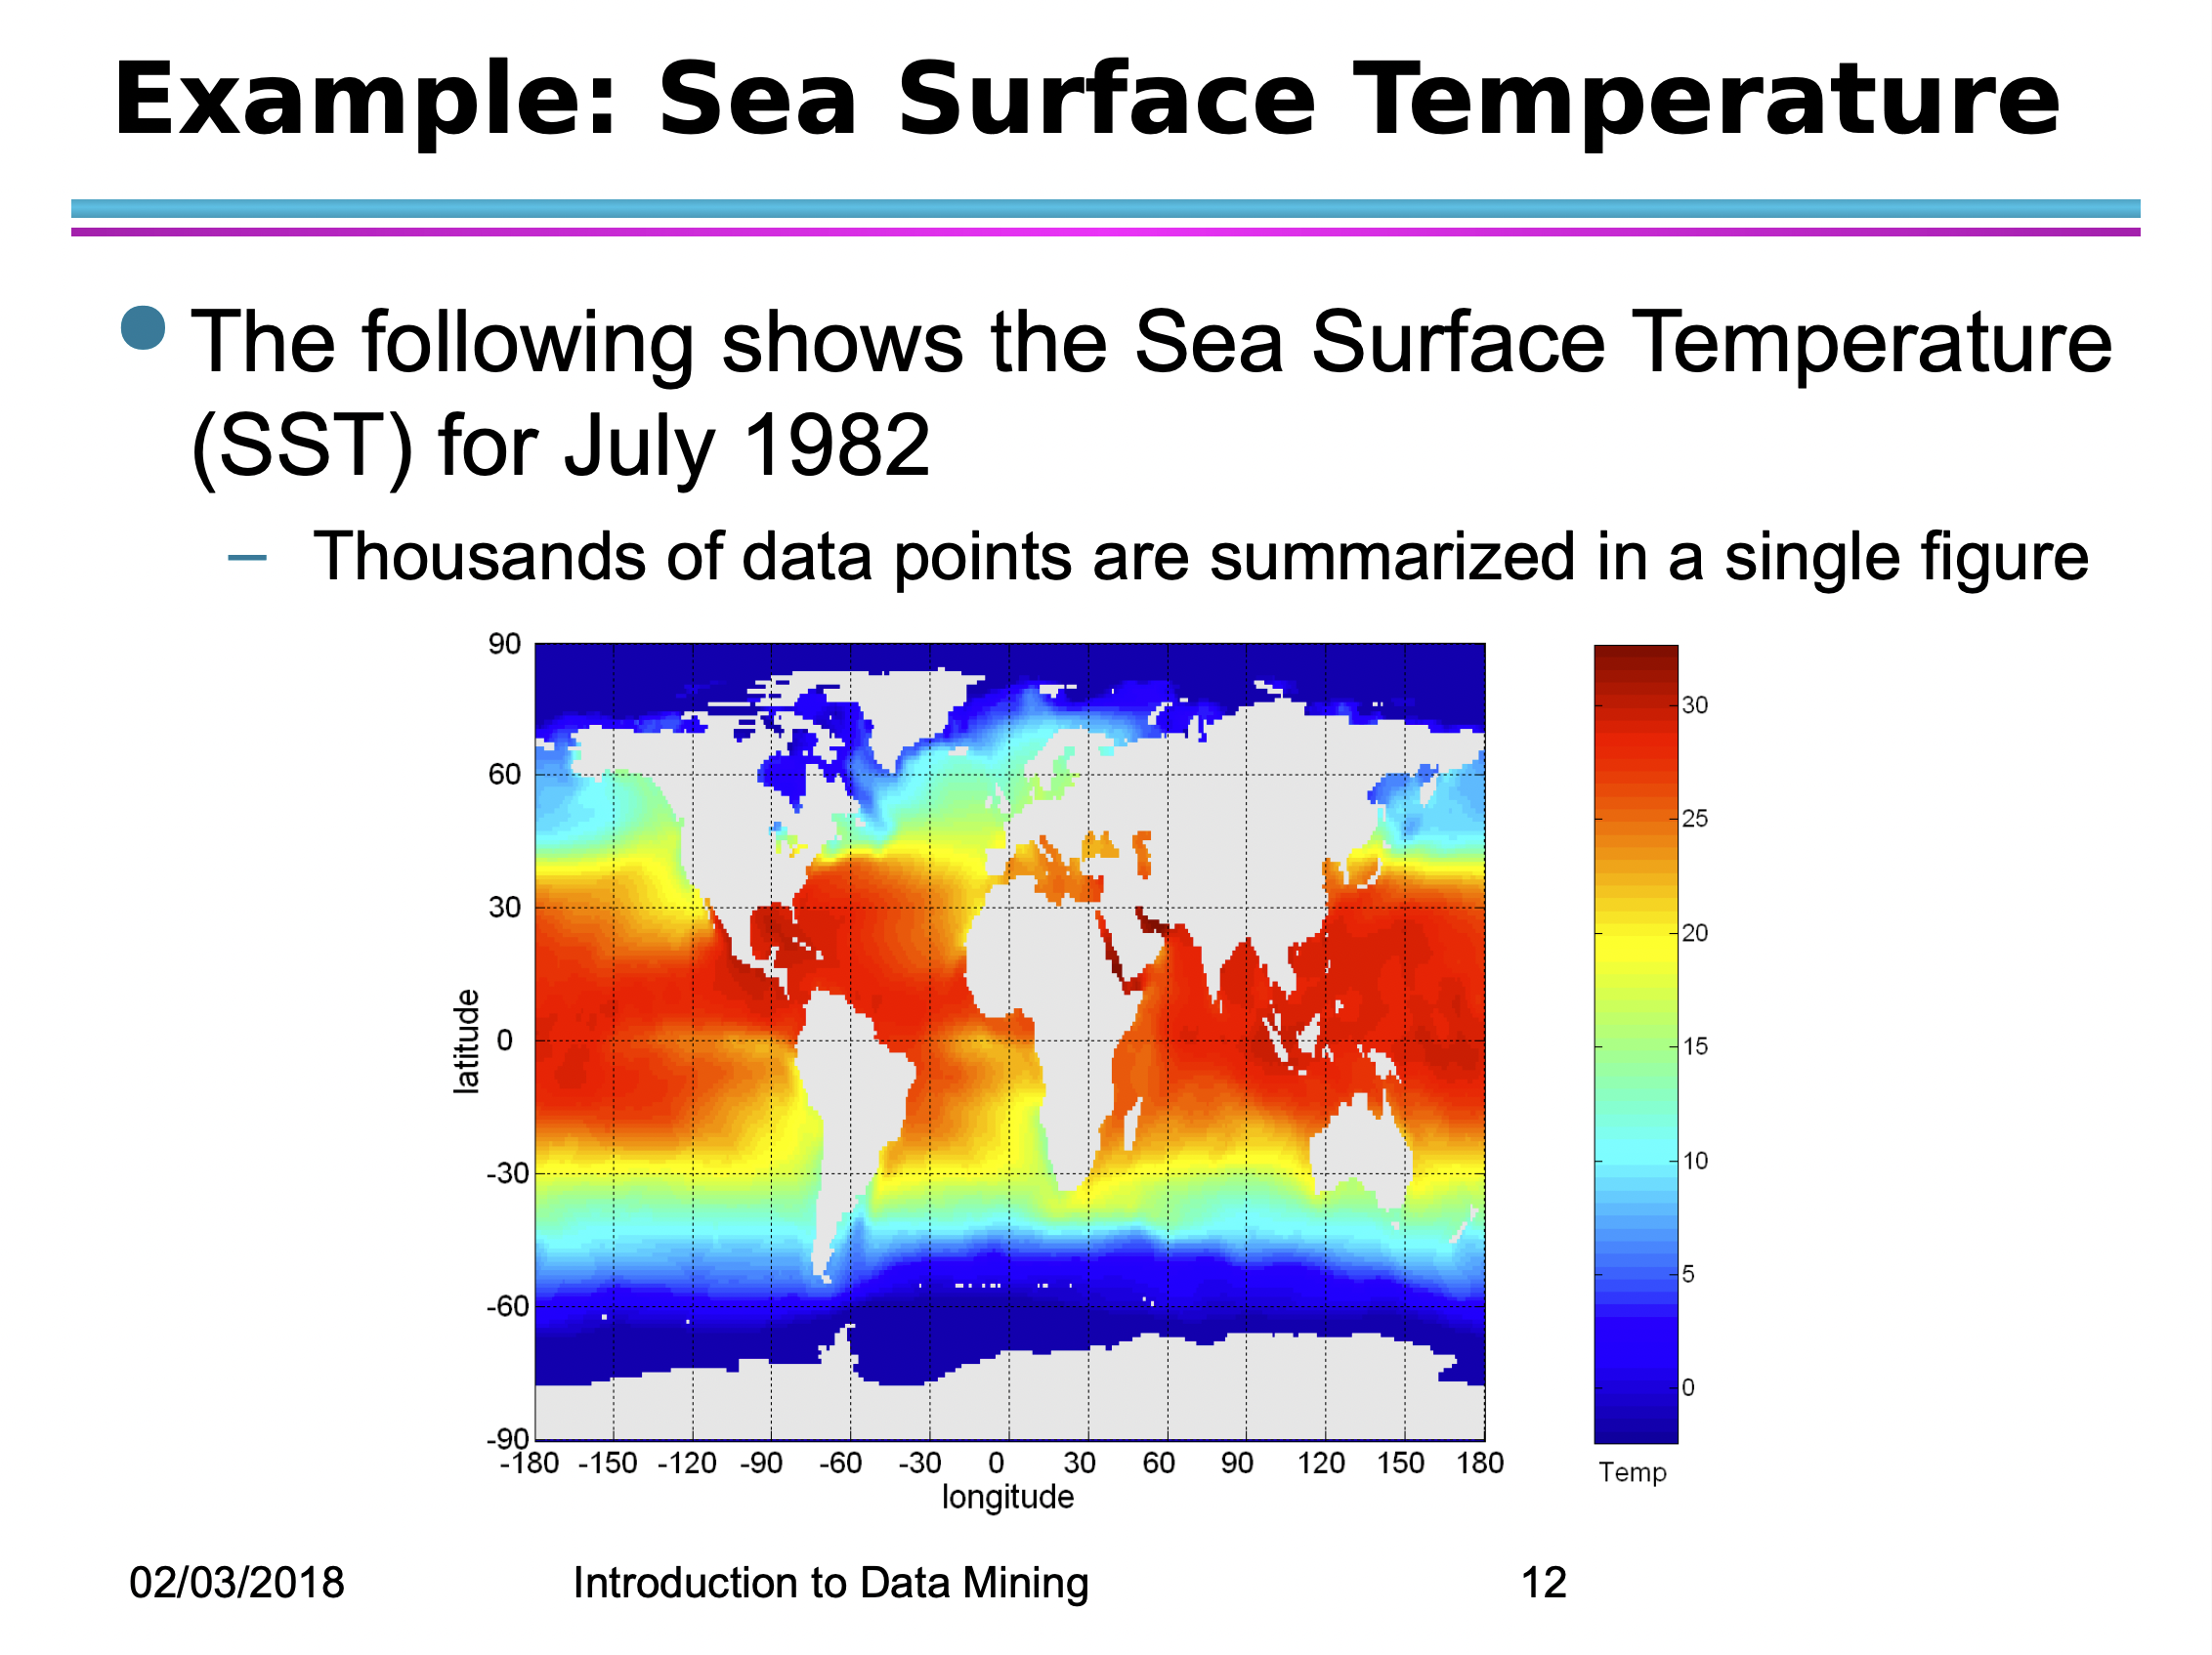 Example: Sea Surface Temperature
The following shows the Sea Surface Temperature
(SST) for July 1982
– Thousands of data points are summarized in a single figure
90
60
30
0
-30
-60
-90
latitude
-180 -150 -120 -90 -60 -30 0 30 60 90 120 150 180
longitude
30
25
20
15
10
5
0
Temp
02/03/2018 Introduction to Data Mining 12